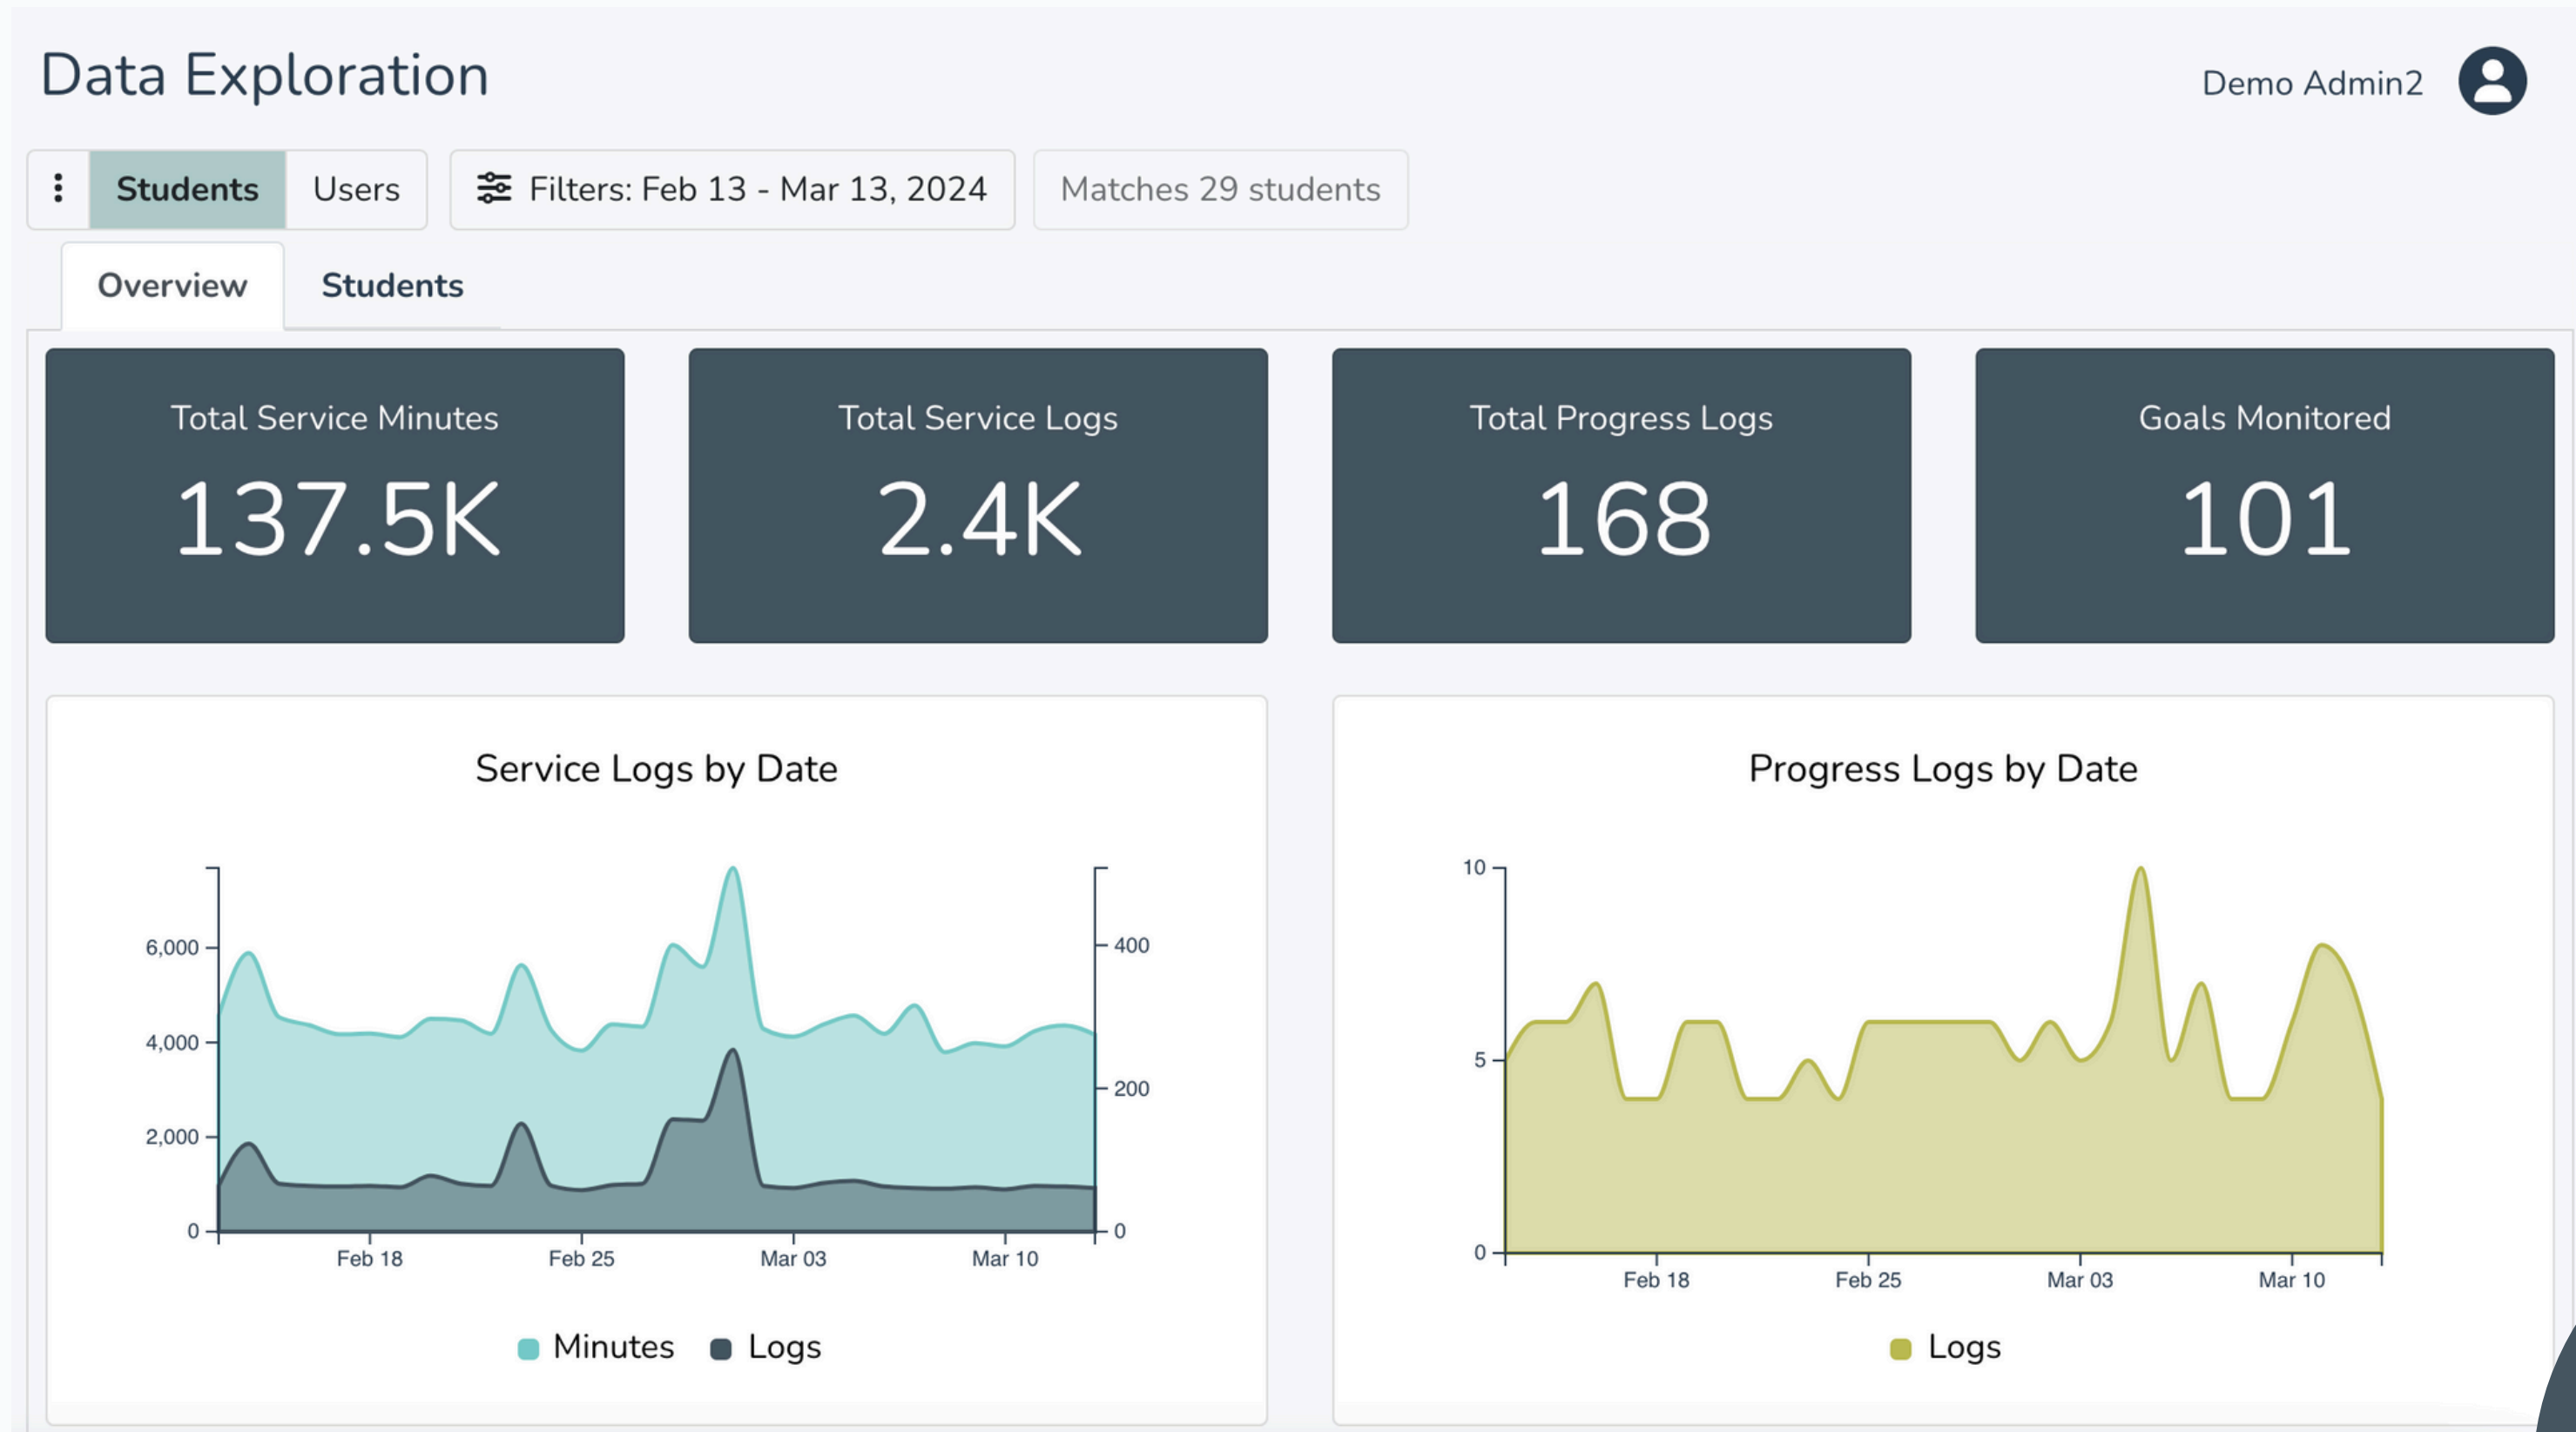 Data Exploration
Demo Admin2
Students Users Filters: Feb 13 - Mar 13, 2024 Matches 29 students
Overview Students
Total Service Minutes
137.5K
Total Service Logs
2.4K
Total Progress Logs
168
Goals Monitored
101
Service Logs by Date
6,000
4,000
2,000
0
400
200
0
Feb 18 Feb 25 Mar 03 Mar 10
Minutes Logs
Progress Logs by Date
10
5
0
Feb 18 Feb 25 Mar 03 Mar 10
Logs